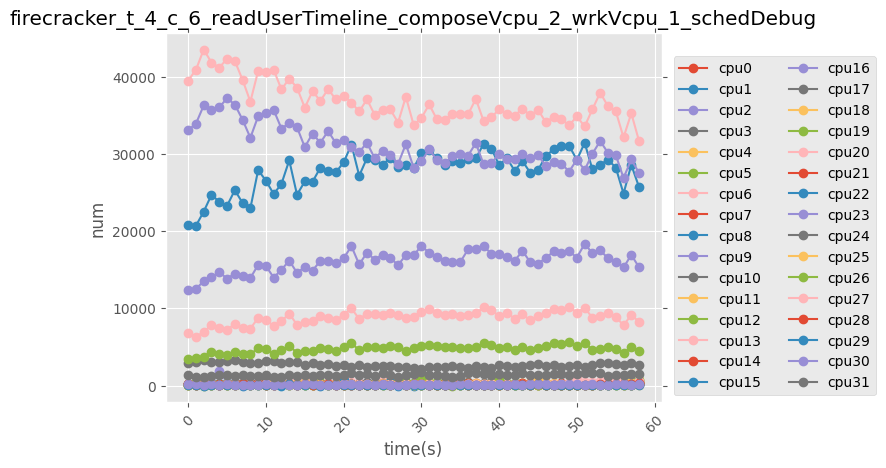 firecracker_t_4_c_6_readUserTimeline_composeVcpu_2_wrkVcpu_1_schedDebug
num
40000
30000
20000
10000
0
0
10
20
30
40
50
60
time(s)
cpu0
cpu1
cpu2
cpu3
cpu4
cpu5
cpu6
cpu7
cpu8
cpu9
cpu10
cpu11
cpu12
cpu13
cpu14
cpu15
cpu16
cpu17
cpu18
cpu19
cpu20
cpu21
cpu22
cpu23
cpu24
cpu25
cpu26
cpu27
cpu28
cpu29
cpu30
cpu31